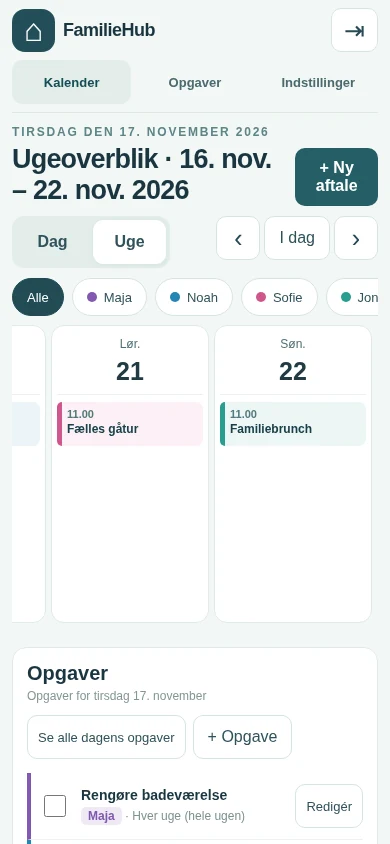 FamilieHub
Kalender Opgaver Indstillinger
TIRSDAG DEN 17. NOVEMBER 2026
Ugeoverblik · 16. nov.
– 22. nov. 2026
+ Ny
aftale
Dag Uge ‹ I dag ›
Alle Maja Noah Sofie Jon
Lør. Søn.
21 22
11.00 11.00
Fælles gåtur Familiebrunch
Opgaver
Opgaver for tirsdag 17. november
Se alle dagens opgaver + Opgave
Rengøre badeværelse
Maja · Hver uge (hele ugen)
Redigér